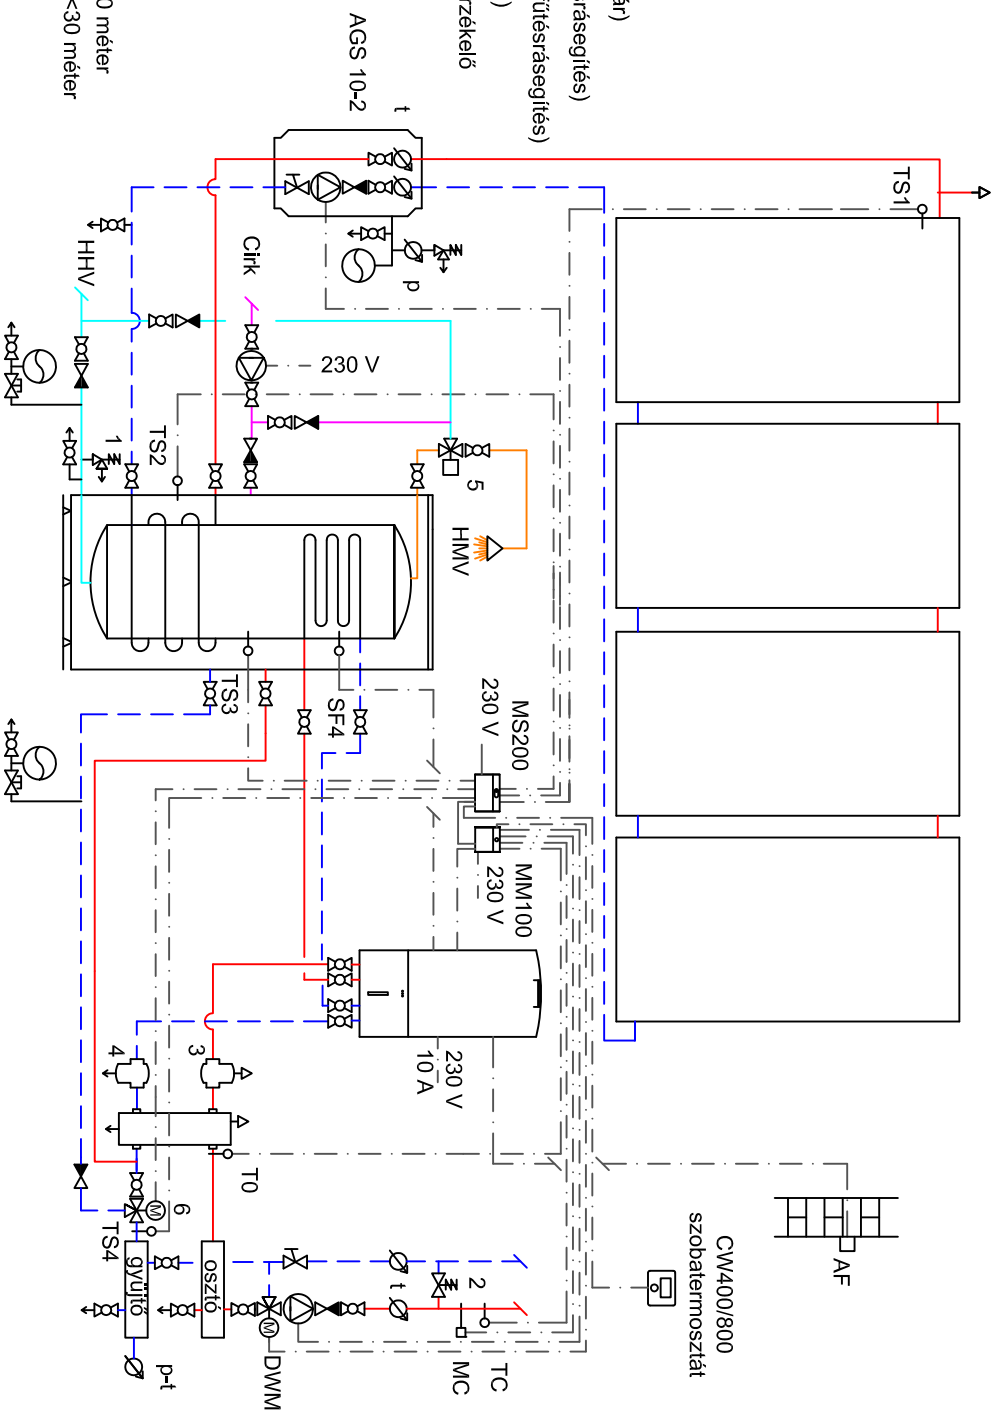 ár)
rásegítés)
űtésrásegítés)
)
rzékelő
0 méter
<30 méter
AGS 10-2
t
TS1
p
Cirk
HHV
230 V
1
TS2
5
HMV
TS3
SF4
MS200
230 V
MM100
230 V
230 V
10 A
4
3
T0
6
M
TS4
gyűjtő
osztó
t
2
M
DWM
MC
TC
p-t
AF
CW400/800
szobatermosztát